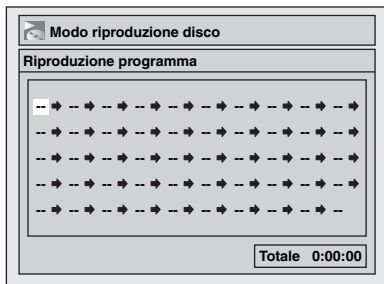 Modo riproduzione disco
Riproduzione programma
-- ➡ -- ➡ -- ➡ -- ➡ -- ➡ -- ➡ -- ➡ -- ➡ -- ➡ -- ➡
-- ➡ -- ➡ -- ➡ -- ➡ -- ➡ -- ➡ -- ➡ -- ➡ -- ➡ -- ➡
-- ➡ -- ➡ -- ➡ -- ➡ -- ➡ -- ➡ -- ➡ -- ➡ -- ➡ -- ➡
-- ➡ -- ➡ -- ➡ -- ➡ -- ➡ -- ➡ -- ➡ -- ➡ -- ➡ -- ➡
-- ➡ -- ➡ -- ➡ -- ➡ -- ➡ -- ➡ -- ➡ -- ➡ -- ➡ --
Totale 0:00:00